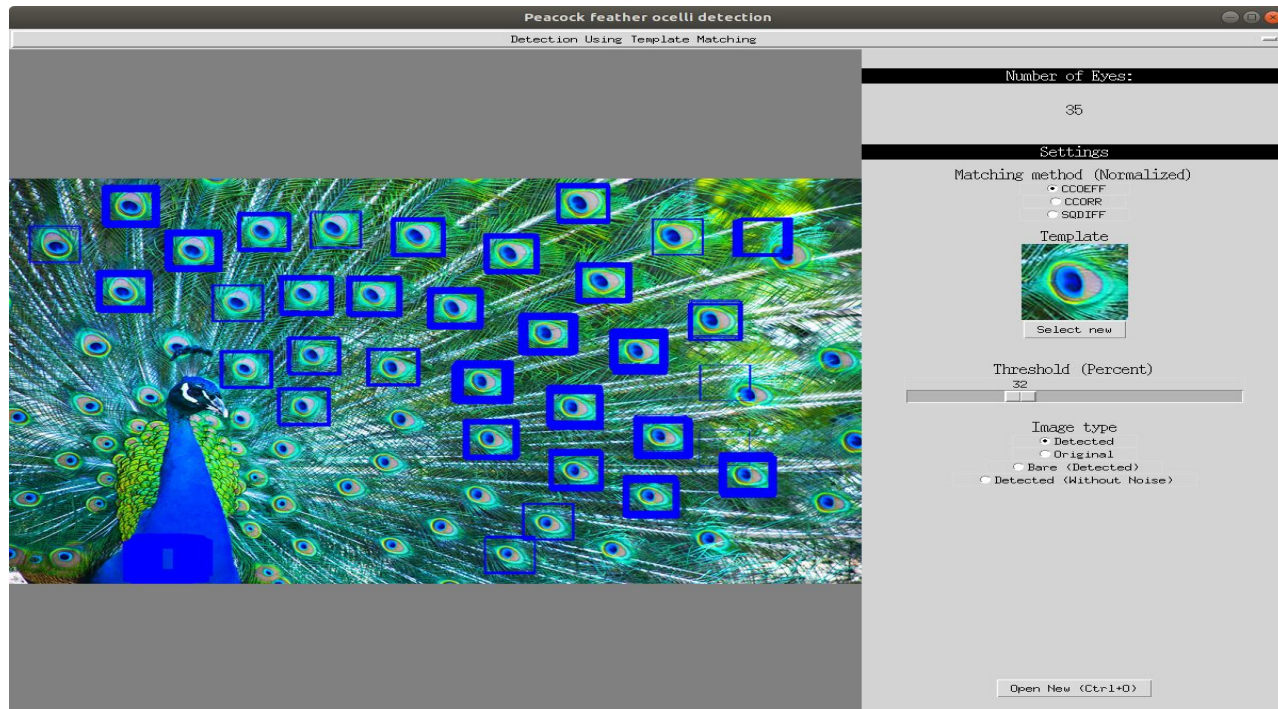 Peacock feather ocelli detection
Detection Using Template Matching
Number of Eyes:
35
Settings
Matching method (Normalized)
CCOEFF
CCORR
SQDIFF
Template
Select new
Threshold (Percent)
32
Image type
Detected
Original
Bare (Detected)
Detected (Without Noise)
Open New (Ctrl+O)